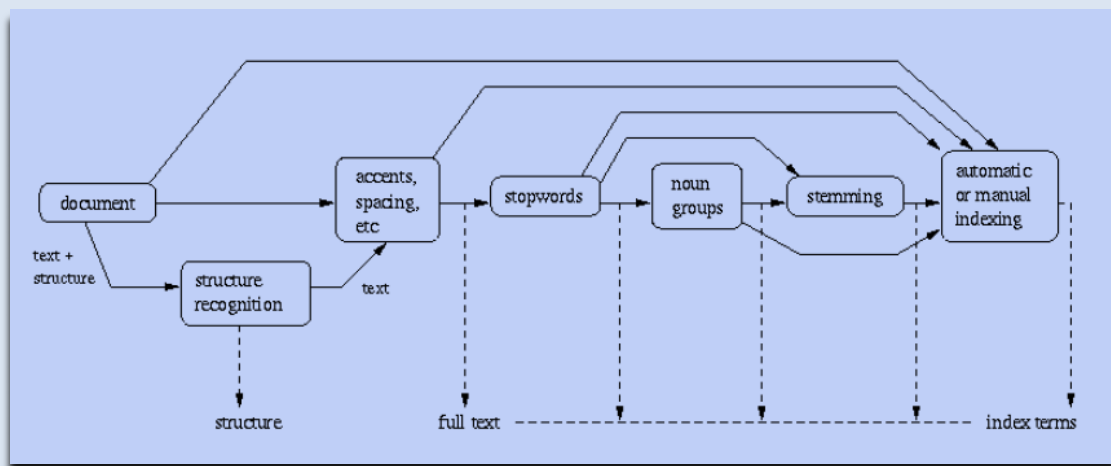 document
text +
structure
structure
recognition
text
accents,
spacing,
etc
stopwords
noun
groups
stemming
automatic
or manual
indexing
structure
full text
index terms